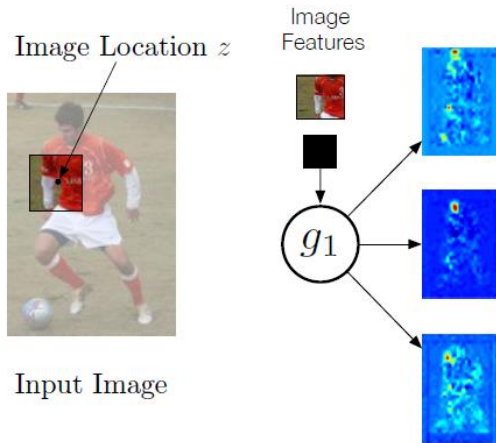 Image Location z
Image
Features
g₁
Input Image